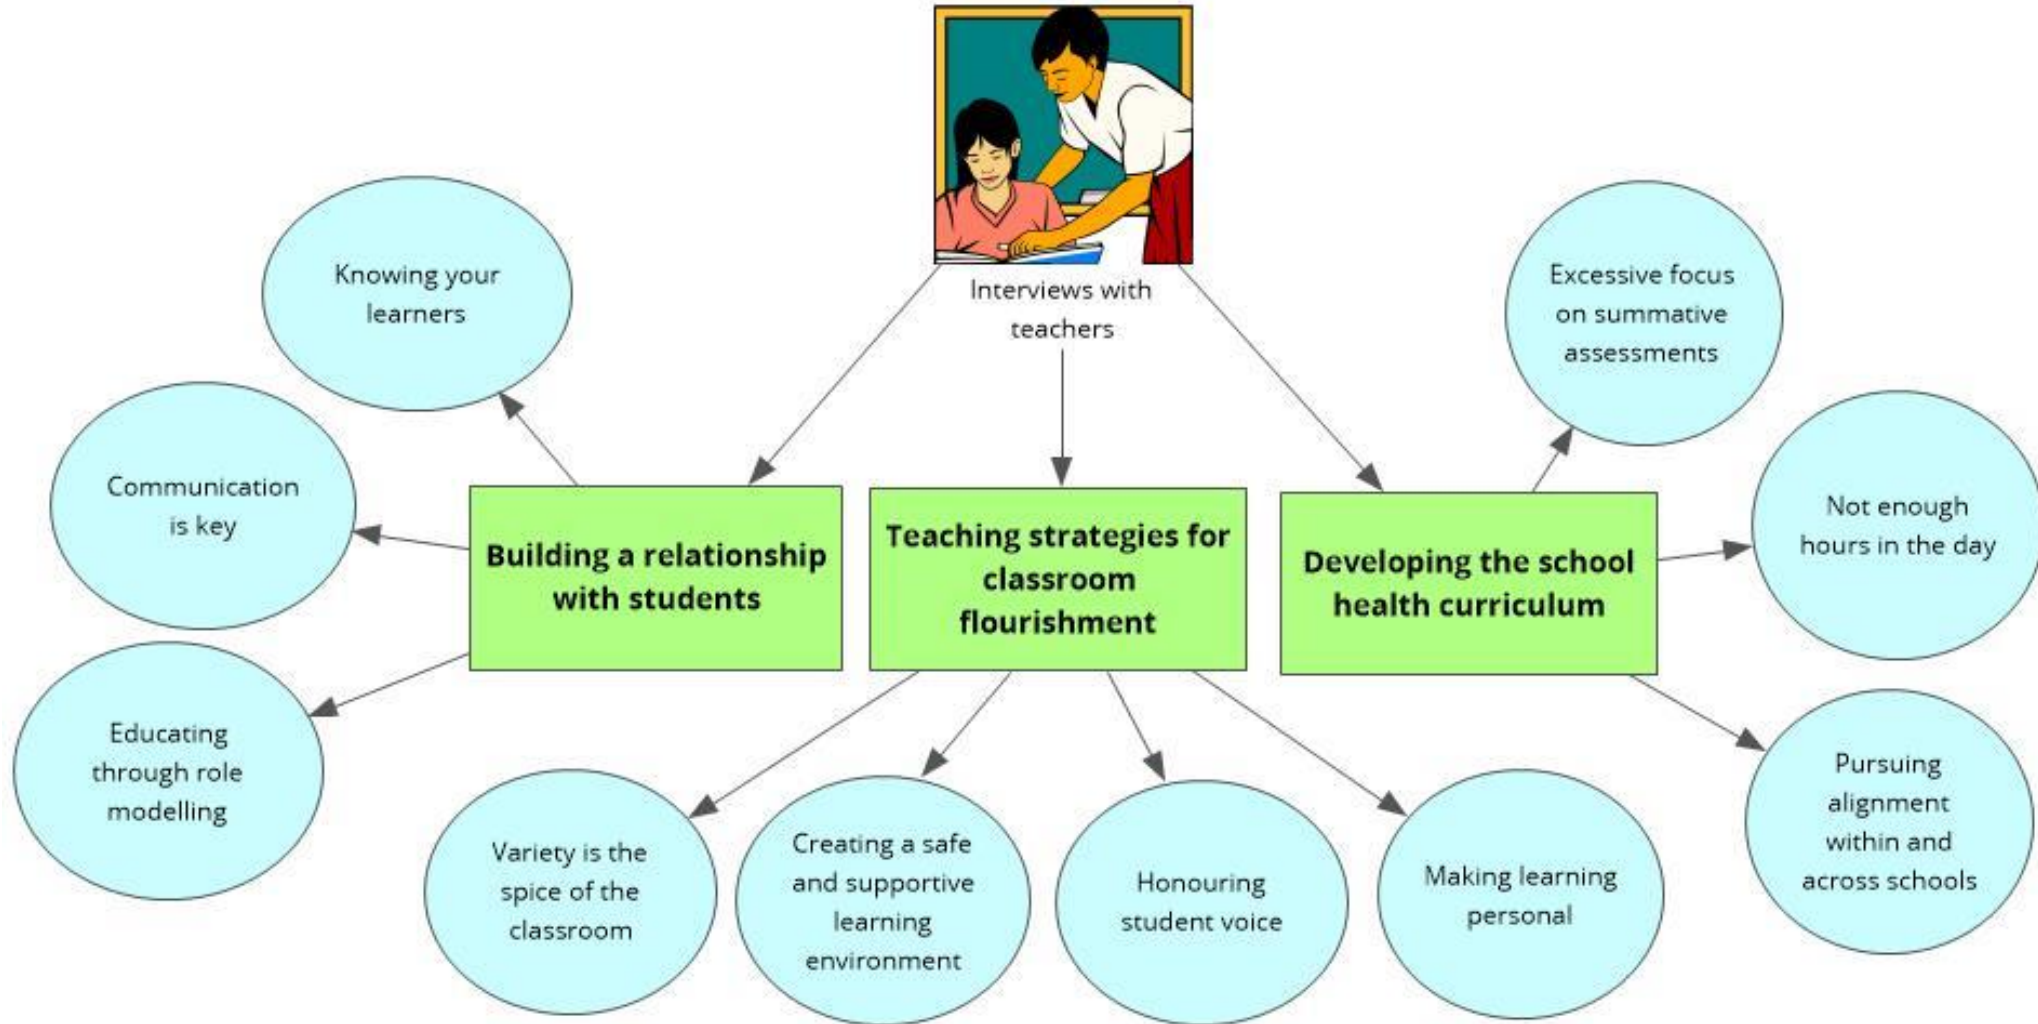 Interviews with
teachers
Building a relationship
with students
Knowing your
learners
Communication
is key
Educating
through role
modelling
Teaching strategies for
classroom
flourishment
Variety is the
spice of the
classroom
Creating a safe
and supportive
learning
environment
Honouring
student voice
Making learning
personal
Developing the school
health curriculum
Excessive focus
on summative
assessments
Not enough
hours in the day
Pursuing
alignment
within and
across schools